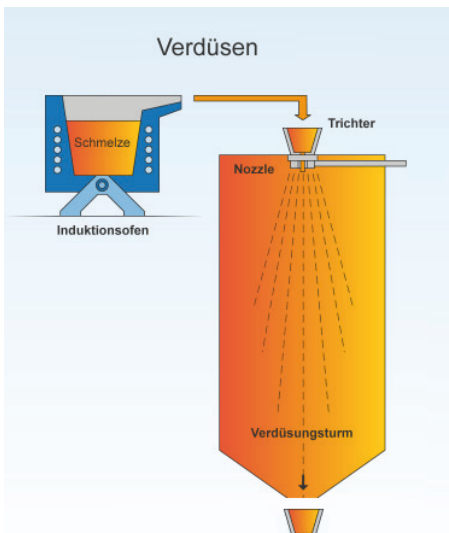 Verdüsen
Schmelze
Induktionsofen
Trichter
Nozzle
Verdüsungsturm